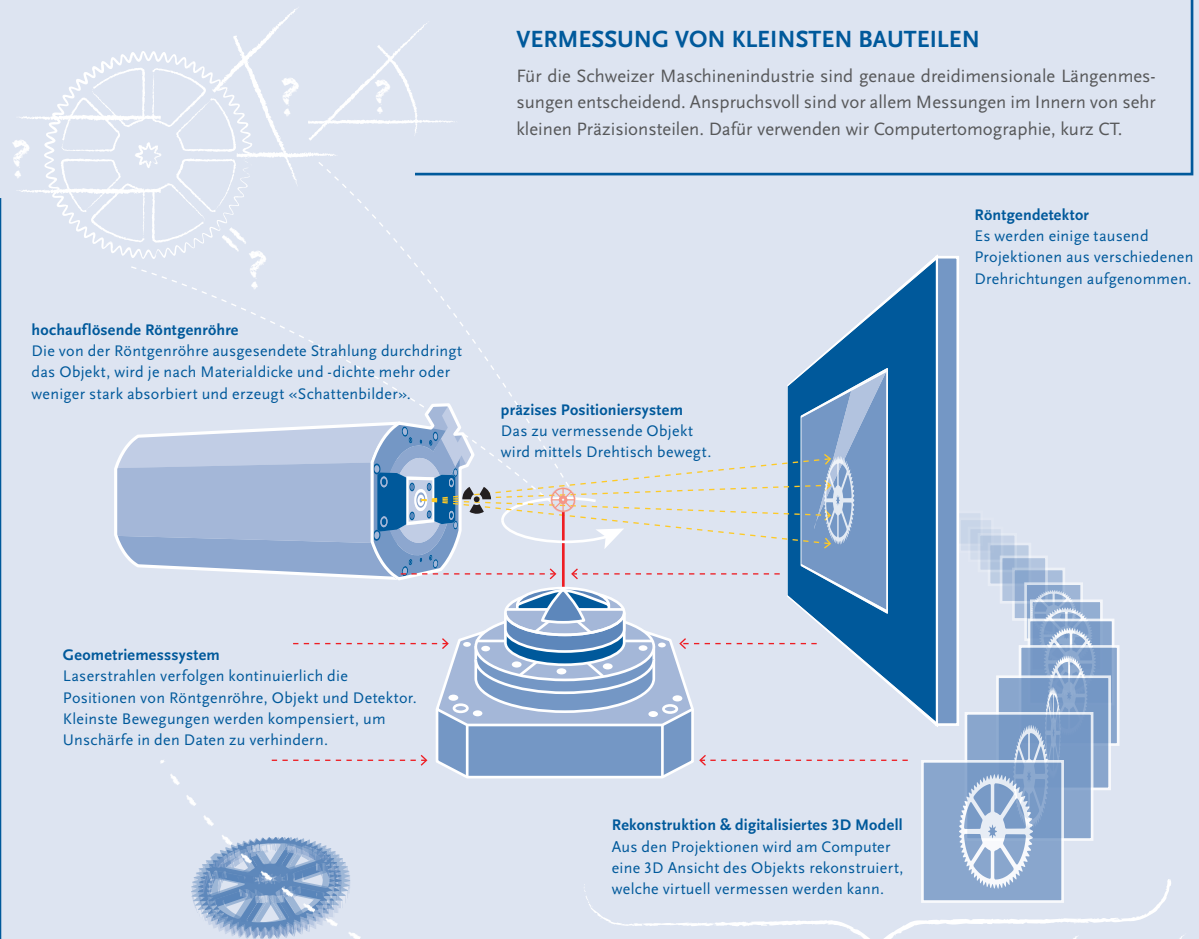 VERMESSUNG VON KLEINSTEN BAUTEILEN
Für die Schweizer Maschinenindustrie sind genaue dreidimensionale Längenmes-
sungen entscheidend. Anspruchsvoll sind vor allem Messungen im Innern von sehr
kleinen Präzisionsteilen. Dafür verwenden wir Computertomographie, kurz CT.
?
?
?
?
Röntgendetektor
Es werden einige tausend
Projektionen aus verschiedenen
Drehrichtungen aufgenommen.
hochauflösende Röntgenröhre
Die von der Röntgenröhre ausgesendete Strahlung durchdringt
das Objekt, wird je nach Materialdicke und -dichte mehr oder
weniger stark absorbiert und erzeugt «Schattenbilder».
präzises Positioniersystem
Das zu vermessende Objekt
wird mittels Drehtisch bewegt.
Geometriemesssystem
Laserstrahlen verfolgen kontinuierlich die
Positionen von Röntgenröhre, Objekt und Detektor.
Kleinste Bewegungen werden kompensiert, um
Unschärfe in den Daten zu verhindern.
Rekonstruktion & digitalisiertes 3D Modell
Aus den Projektionen wird am Computer
eine 3D Ansicht des Objekts rekonstruiert,
welche virtuell vermessen werden kann.